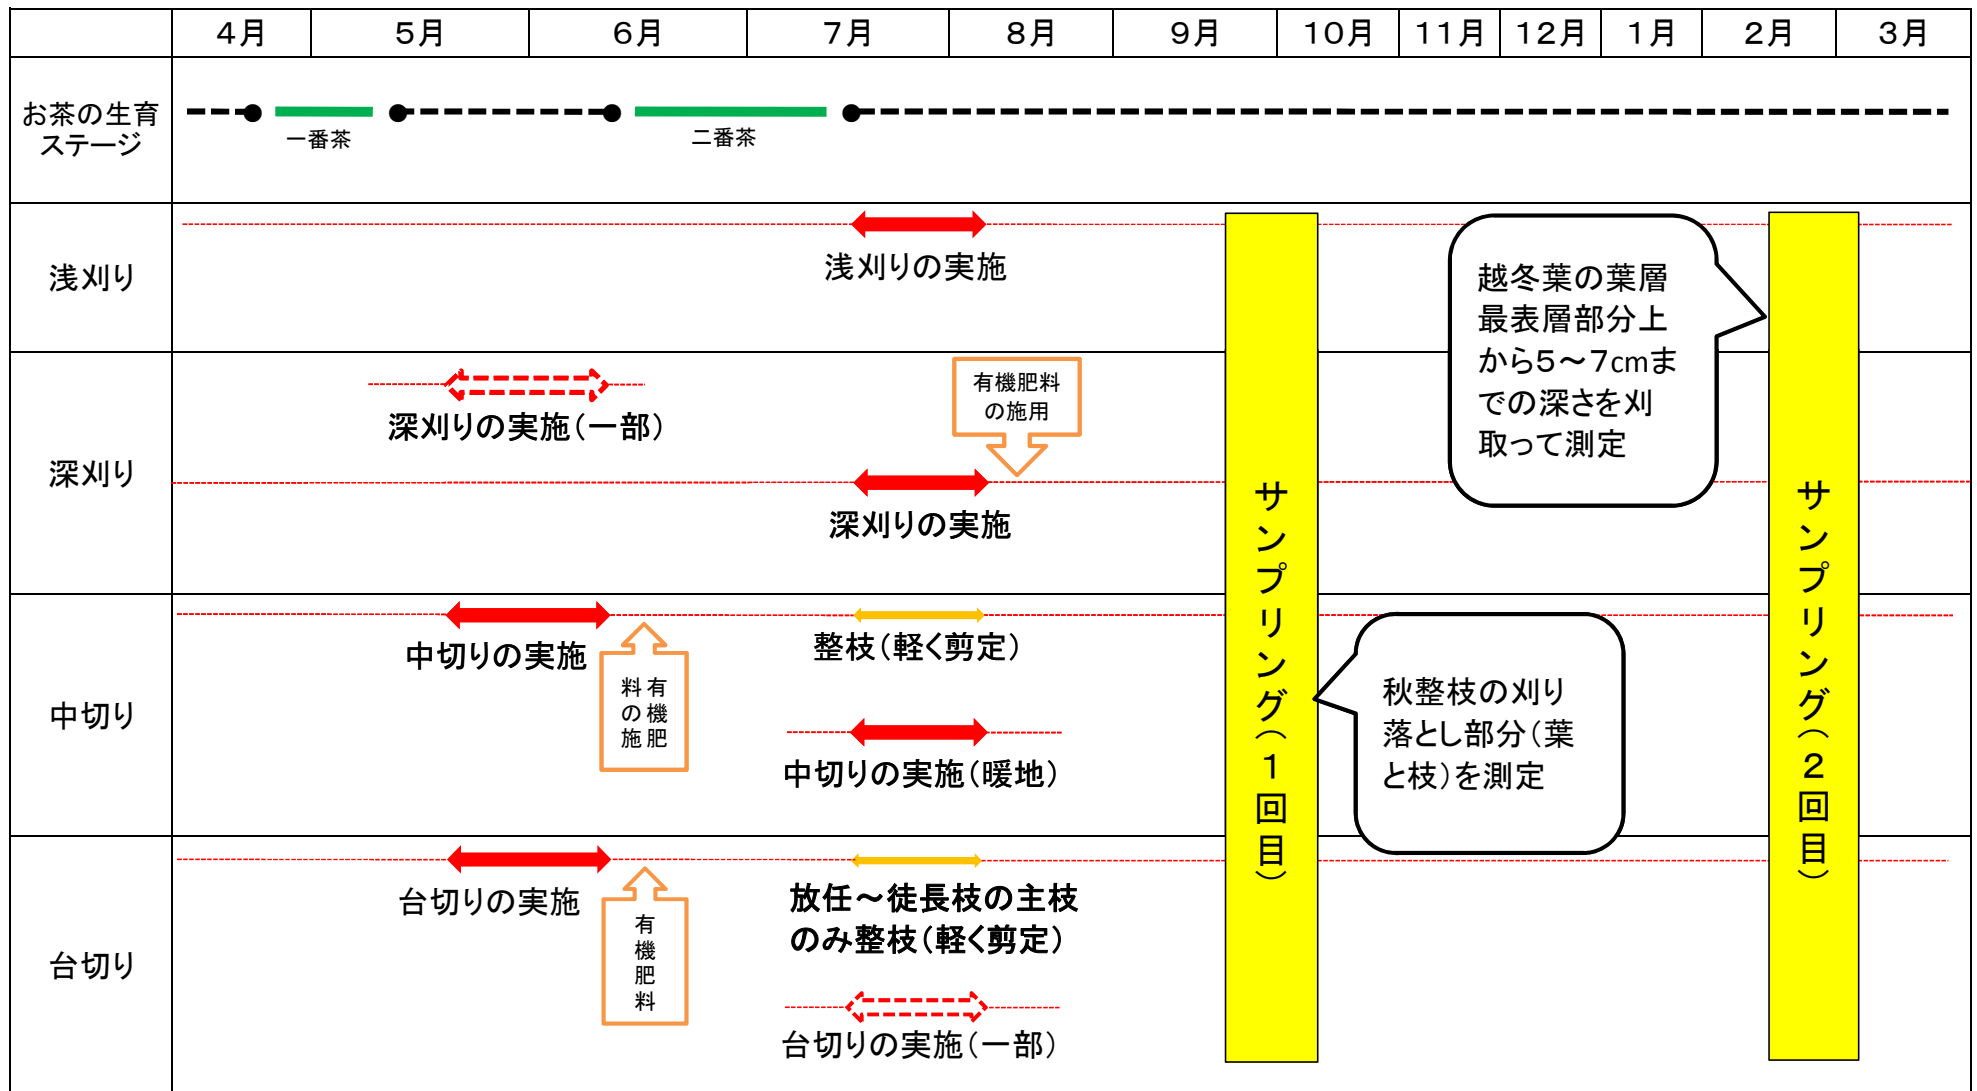 4月 5月 6月 7月 8月 9月 10月 11月 12月 1月 2月 3月
お茶の生育
ステージ
一番茶
二番茶
浅刈り
浅刈りの実施
越冬葉の葉層
最表層部分上
から5～7cmま
での深さを刈
取って測定
深刈り
深刈りの実施(一部)
有機肥料
の施用
深刈りの実施
サンプリング(1回目)
サンプリング(2回目)
中切り
中切りの実施
有機肥
料の施
整枝(軽く剪定)
中切りの実施(暖地)
秋整枝の刈り
落とし部分(葉
と枝)を測定
台切り
台切りの実施
有機肥料
放任～徒長枝の主枝
のみ整枝(軽く剪定)
台切りの実施(一部)